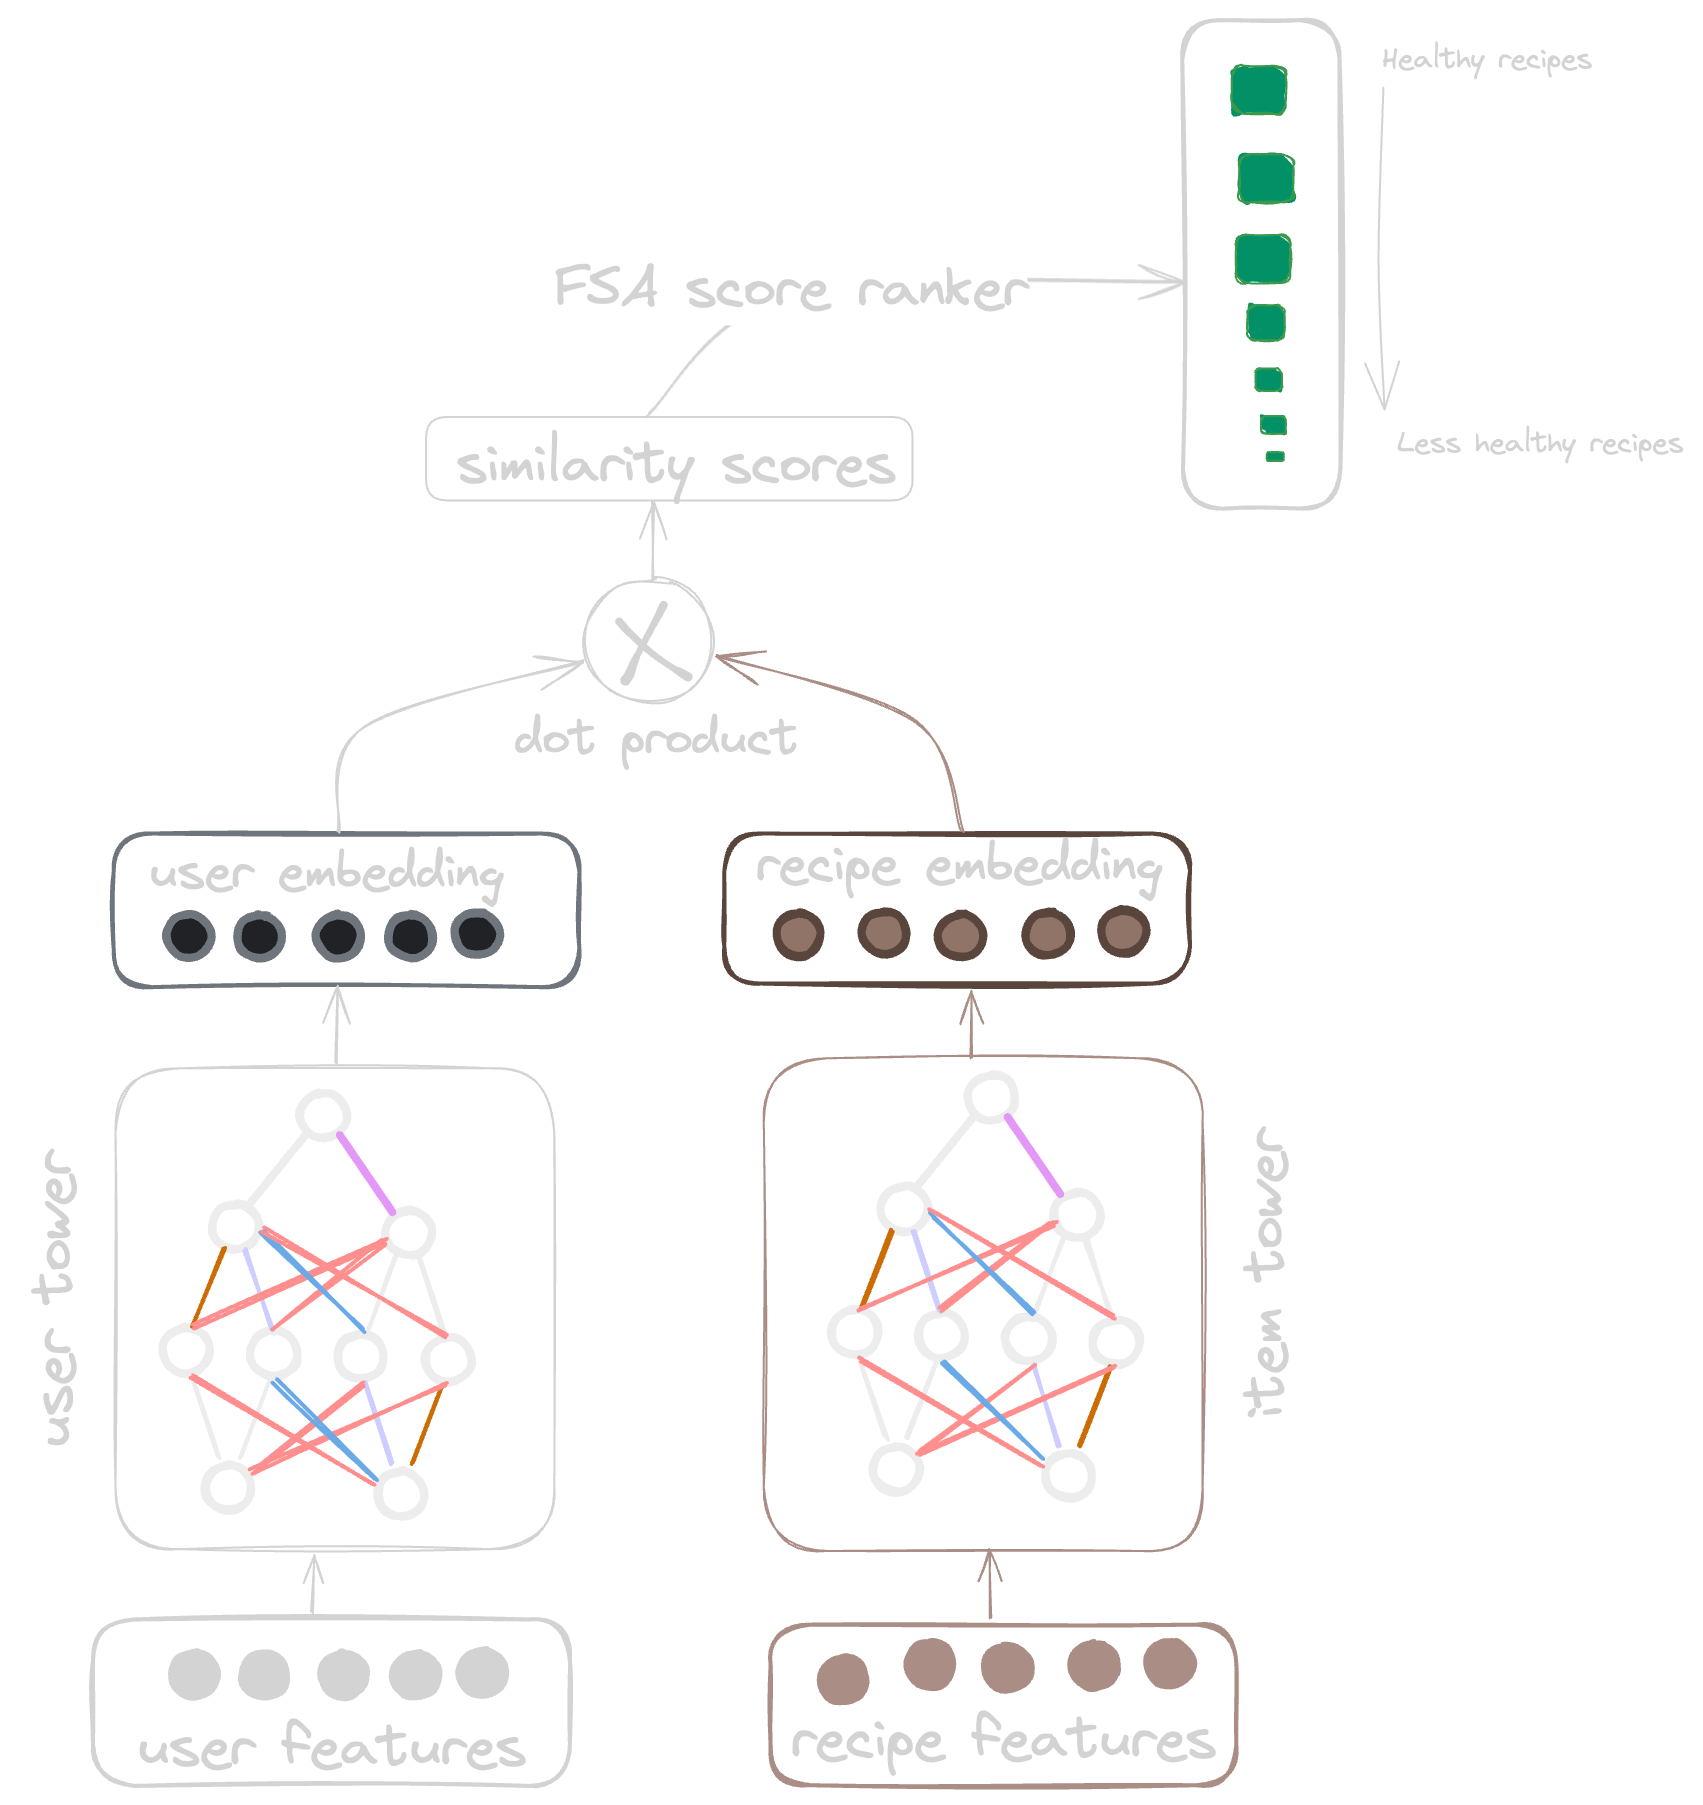 Healthy recipes
FSA score ranker
Less healthy recipes
similarity scores
X
dot product
user embedding
recipe embedding
user tower
item tower
user features
recipe features